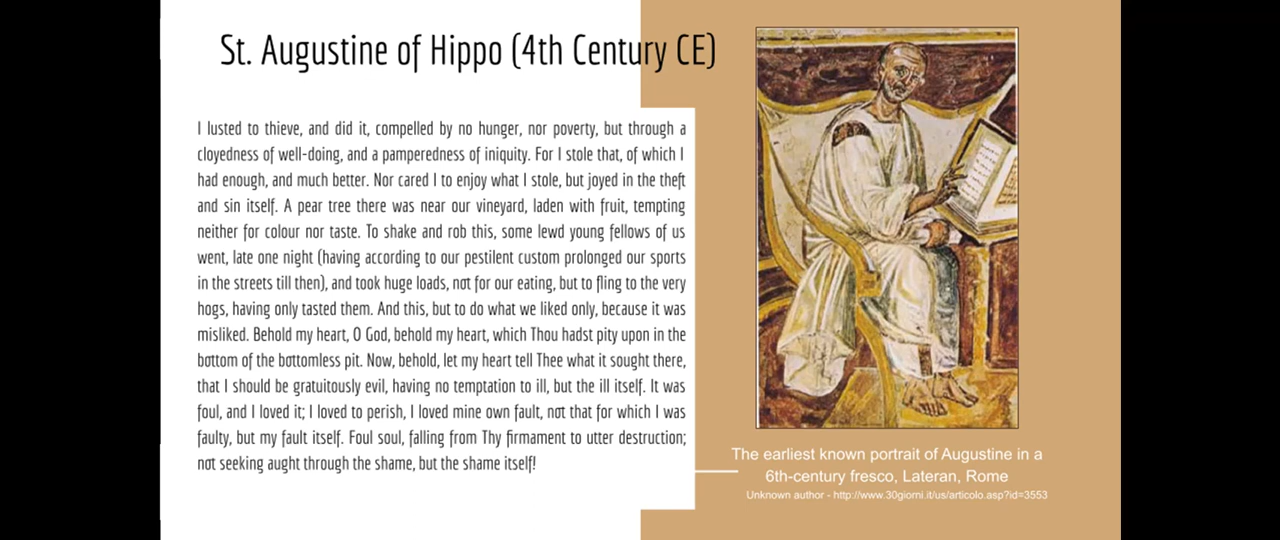 St. Augustine of Hippo (4th Century CE)
I lusted to thieve, and did it, compelled by no hunger, nor poverty, but through a
cloyedness of well-doing, and a pamperedness of iniquity. For I stole that, of which I
had enough, and much better. Nor cared I to enjoy what I stole, but joyed in the theft
and sin itself. A pear tree there was near our vineyard, laden with fruit, tempting
neither for colour nor taste. To shake and rob this, some lewd young fellows of us
went, late one night (having according to our pestilent custom prolonged our sports
in the streets till then), and took huge loads, not for our eating, but to fling to the very
hogs, having only tasted them. And this, but to do what we liked only, because it was
misliked. Behold my heart, O God, behold my heart, which Thou hadst pity upon in the
bottom of the bottomless pit. Now, behold, let my heart tell Thee what it sought there,
that I should be gratuitously evil, having no temptation to ill, but the ill itself. It was
foul, and I loved it; I loved to perish, I loved mine own fault, not that for which I was
faulty, but my fault itself. Foul soul, falling from Thy firmament to utter destruction;
not seeking aught through the shame, but the shame itself!
The earliest known portrait of Augustine in a
6th-century fresco, Lateran, Rome
Unknown author - http://www.30giorni.it/us/articolo.asp?id=3553